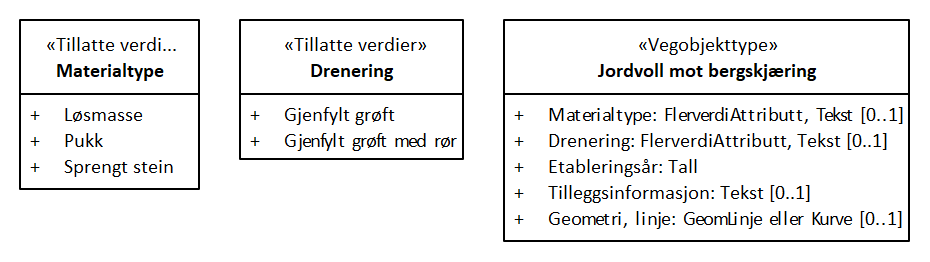 «Tillatte verdi...
Materialtype
+ Løsmasse
+ Pukk
+ Sprengt stein
«Tillatte verdier»
Drenering
+ Gjenfylt grøft
+ Gjenfylt grøft med rør
«Vegobjekttype»
Jordvoll mot bergskjæring
+ Materialtype: FlerverdiAttributt, Tekst [0..1]
+ Drenering: FlerverdiAttributt, Tekst [0..1]
+ Etableringsår: Tall
+ Tilleggsinformasjon: Tekst [0..1]
+ Geometri, linje: GeomLinje eller Kurve [0..1]